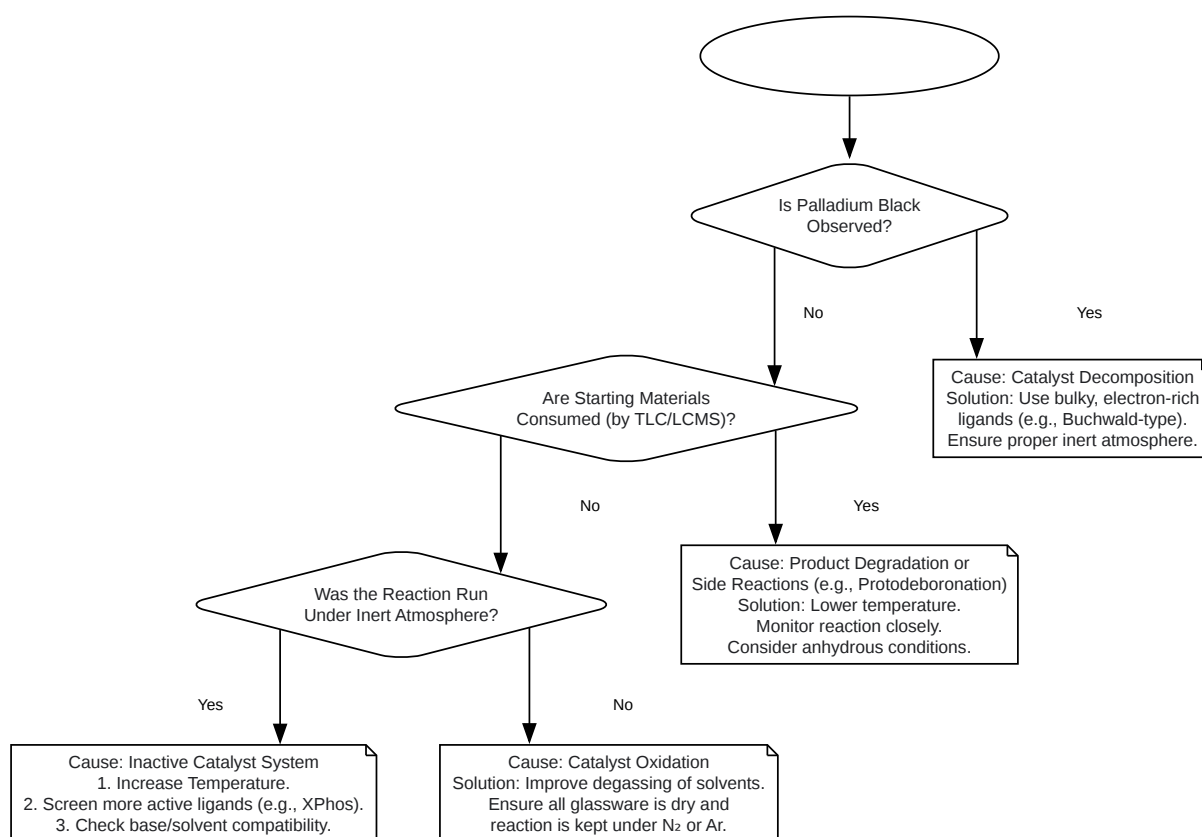 Is Palladium Black
Observed?
No
Yes
Cause: Catalyst Decomposition
Solution: Use bulky, electron-rich
ligands (e.g., Buchwald-type).
Ensure proper inert atmosphere.
Are Starting Materials
Consumed (by TLC/LCMS)?
No
Yes
Cause: Product Degradation or
Side Reactions (e.g., Protodeboronation)
Solution: Lower temperature.
Monitor reaction closely.
Consider anhydrous conditions.
Was the Reaction Run
Under Inert Atmosphere?
Yes
No
Cause: Inactive Catalyst System
1. Increase Temperature.
2. Screen more active ligands (e.g., XPhos).
3. Check base/solvent compatibility.
Cause: Catalyst Oxidation
Solution: Improve degassing of solvents.
Ensure all glassware is dry and
reaction is kept under N₂ or Ar.